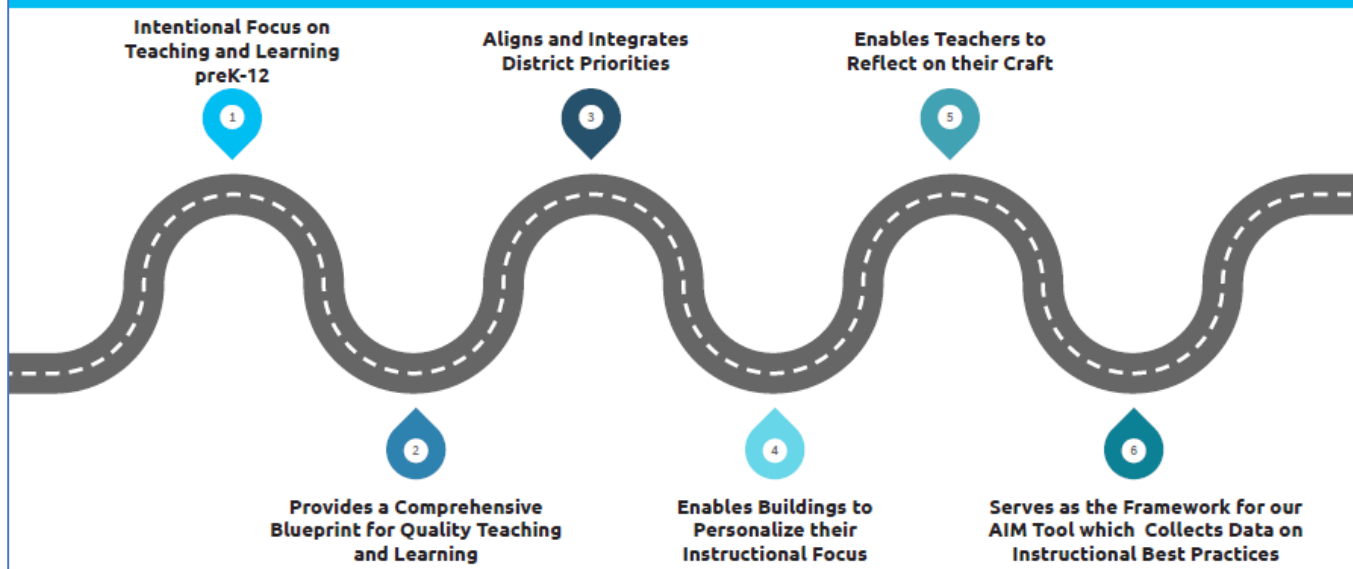 Intentional Focus on
Teaching and Learning
preK-12
1
Provides a Comprehensive
Blueprint for Quality Teaching
and Learning
2
Aligns and Integrates
District Priorities
3
Enables Buildings to
Personalize their
Instructional Focus
4
Enables Teachers to
Reflect on their Craft
5
Serves as the Framework for our
AIM Tool which Collects Data on
Instructional Best Practices
6